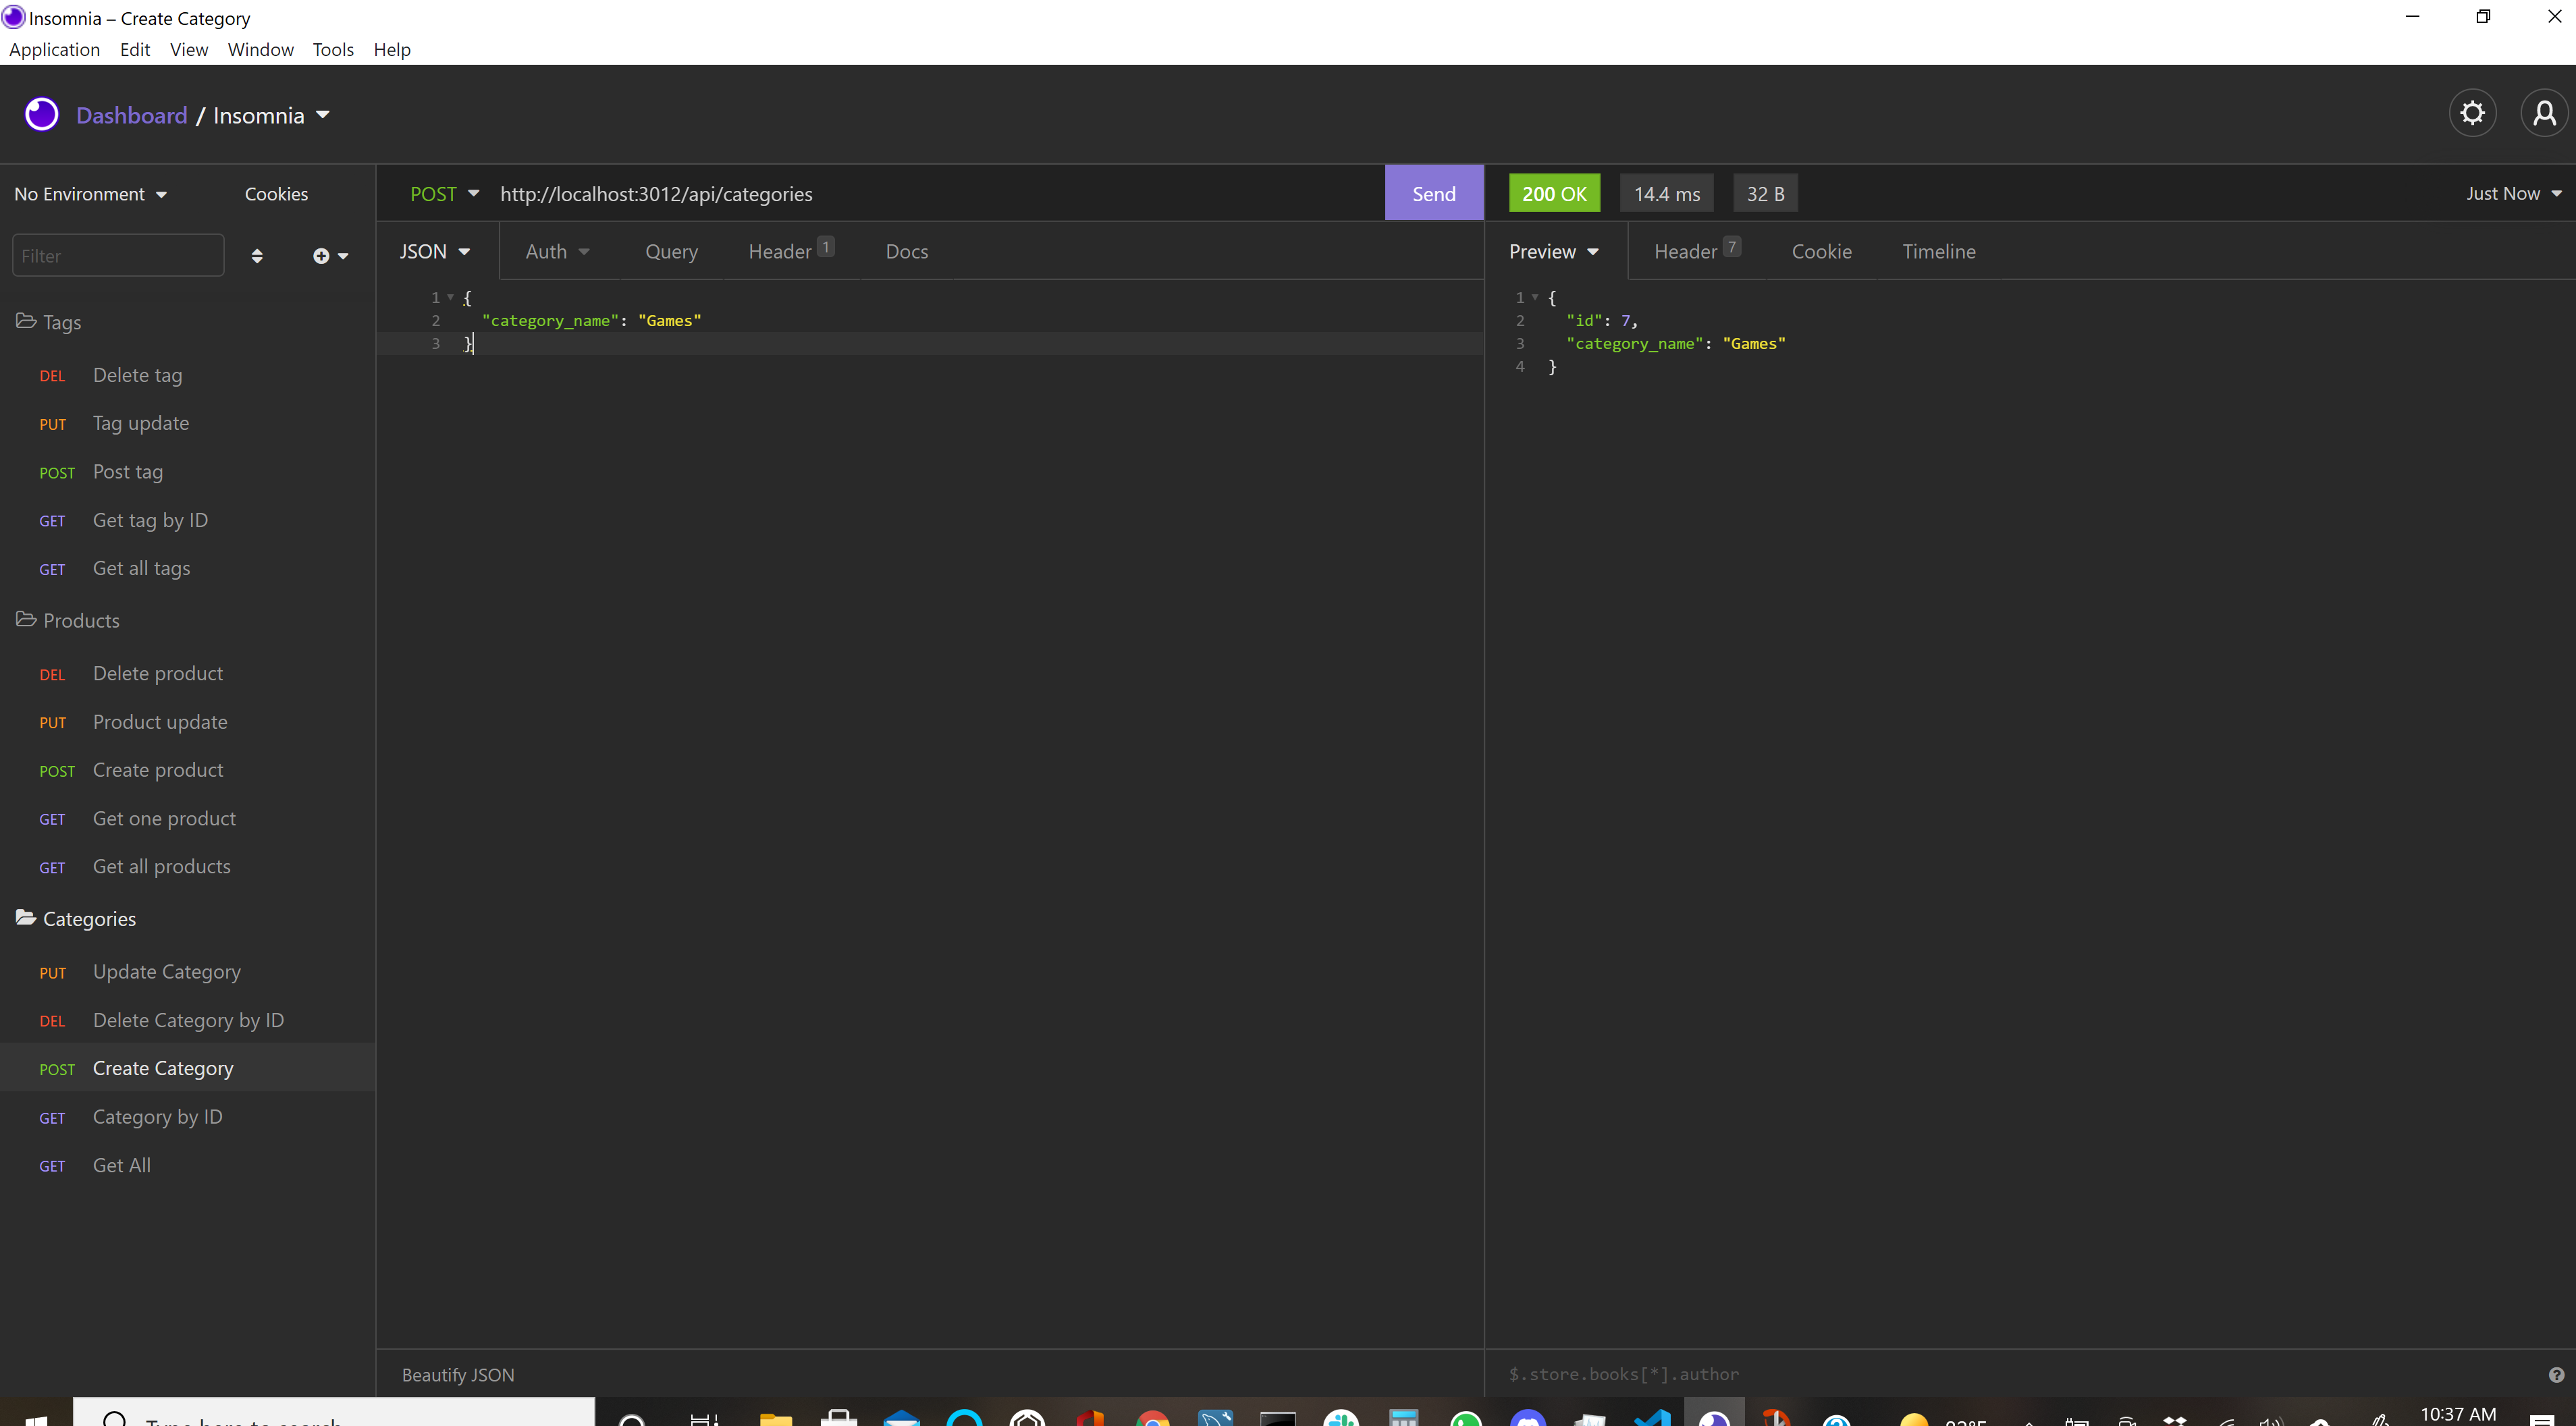 Insomnia – Create Category
Application Edit View Window Tools Help
Dashboard / Insomnia
No Environment Cookies
POST http://localhost:3012/api/categories Send
200 OK 14.4 ms 32 B Just Now
Filter
JSON Auth Query Header 1 Docs
Preview Header 7 Cookie Timeline
1 {
2 "category_name": "Games"
3 }
1 {
2 "id": 7,
3 "category_name": "Games"
4 }
Tags
DEL Delete tag
PUT Tag update
POST Post tag
GET Get tag by ID
GET Get all tags
Products
DEL Delete product
PUT Product update
POST Create product
GET Get one product
GET Get all products
Categories
PUT Update Category
DEL Delete Category by ID
POST Create Category
GET Category by ID
GET Get All
Beautify JSON
$.store.books[*].author
Type here to search
10:37 AM